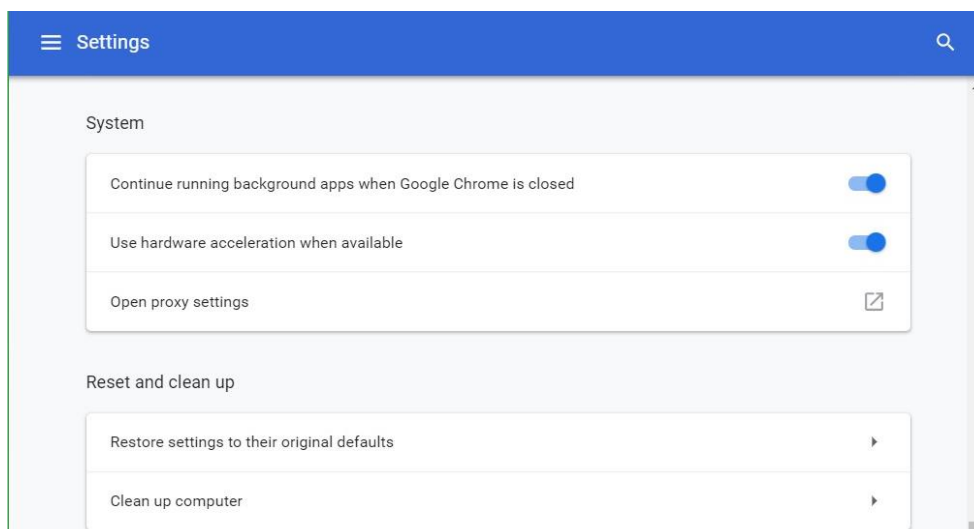 Settings
System
Continue running background apps when Google Chrome is closed
Use hardware acceleration when available
Open proxy settings
Reset and clean up
Restore settings to their original defaults
Clean up computer